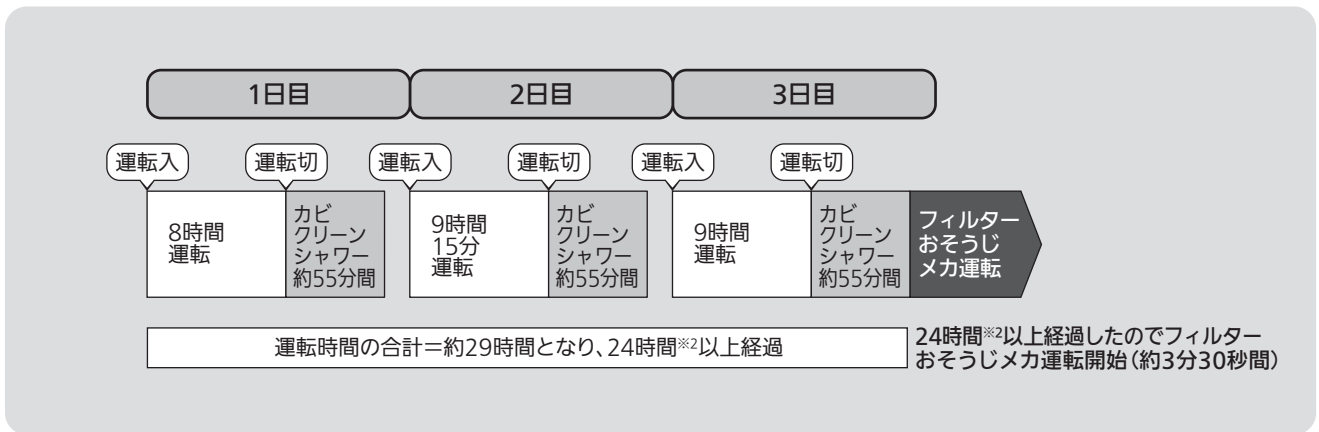 1日目
2日目
3日目
運転入
運転切
運転入
運転切
運転入
運転切
8時間
運転
カビ
クリーン
シャワー
約55分間
9時間
15分
運転
カビ
クリーン
シャワー
約55分間
9時間
運転
カビ
クリーン
シャワー
約55分間
フィルター
おそうじ
メカ運転
運転時間の合計＝約29時間となり、24時間※2以上経過
24時間※2以上経過したのでフィルター
おそうじメカ運転開始（約3分30秒間）